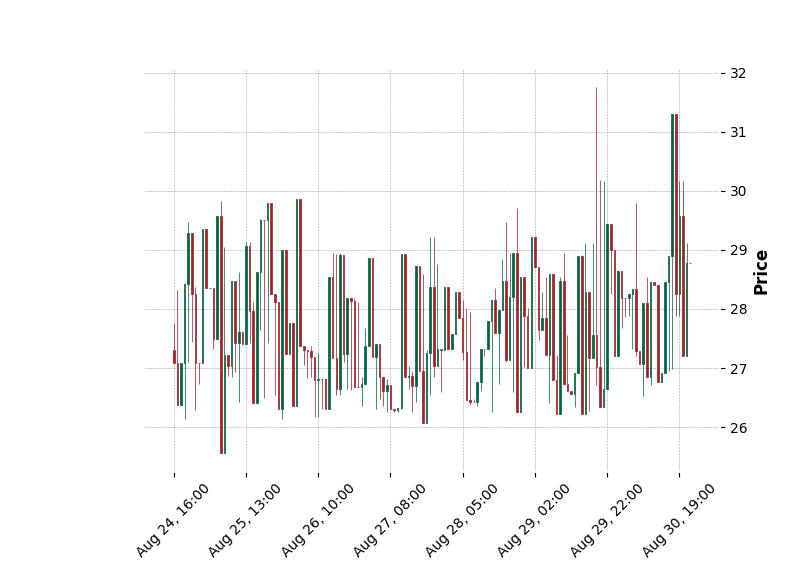 32
31
30
29
28
27
26
Price
Aug 24, 16:00
Aug 25, 13:00
Aug 26, 10:00
Aug 27, 08:00
Aug 28, 05:00
Aug 29, 02:00
Aug 29, 22:00
Aug 30, 19:00